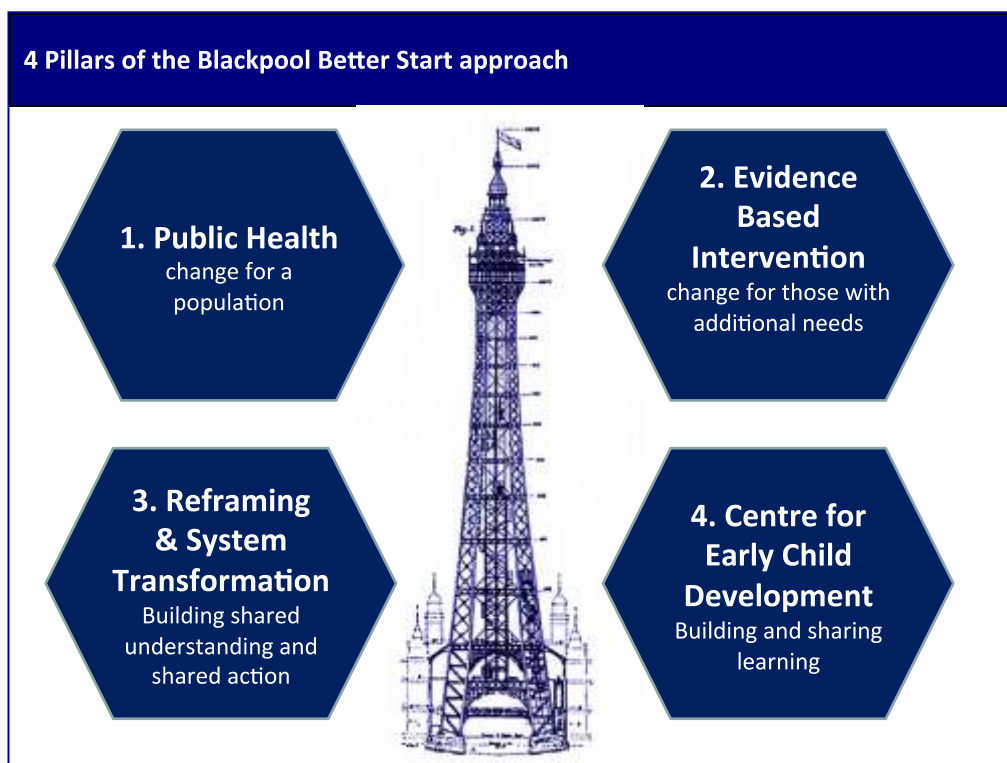 4 Pillars of the Blackpool Better Start approach
1. Public Health
change for a
population
2. Evidence
Based
Intervention
change for those with
additional needs
3. Reframing
& System
Transformation
Building shared
understanding and
shared action
4. Centre for
Early Child
Development
Building and sharing
learning